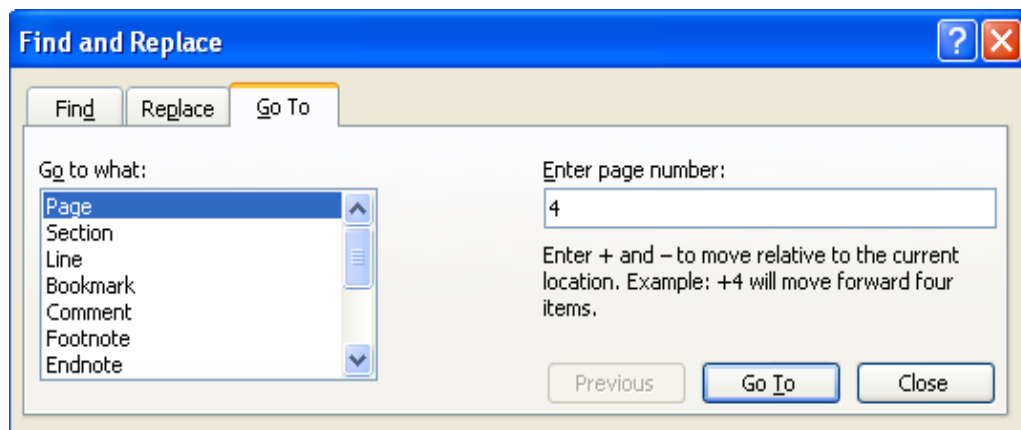 Find and Replace
?
Find Replace Go To
Go to what:
Enter page number:
Page
4
Section
Line
Bookmark
Comment
Footnote
Endnote
Enter + and – to move relative to the current
location. Example: +4 will move forward four
items.
Previous Go To Close